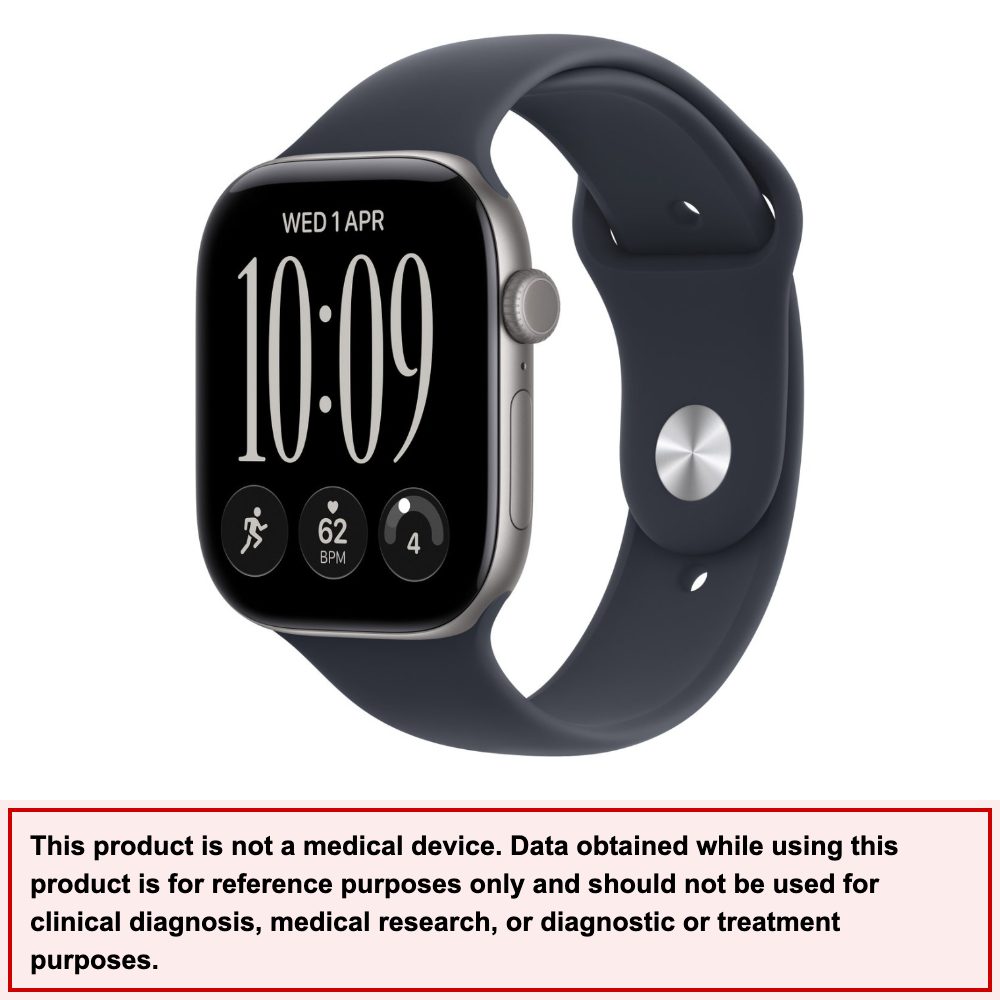 WED 1 APR
10:09
62
BPM
4
This product is not a medical device. Data obtained while using this
product is for reference purposes only and should not be used for
clinical diagnosis, medical research, or diagnostic or treatment
purposes.